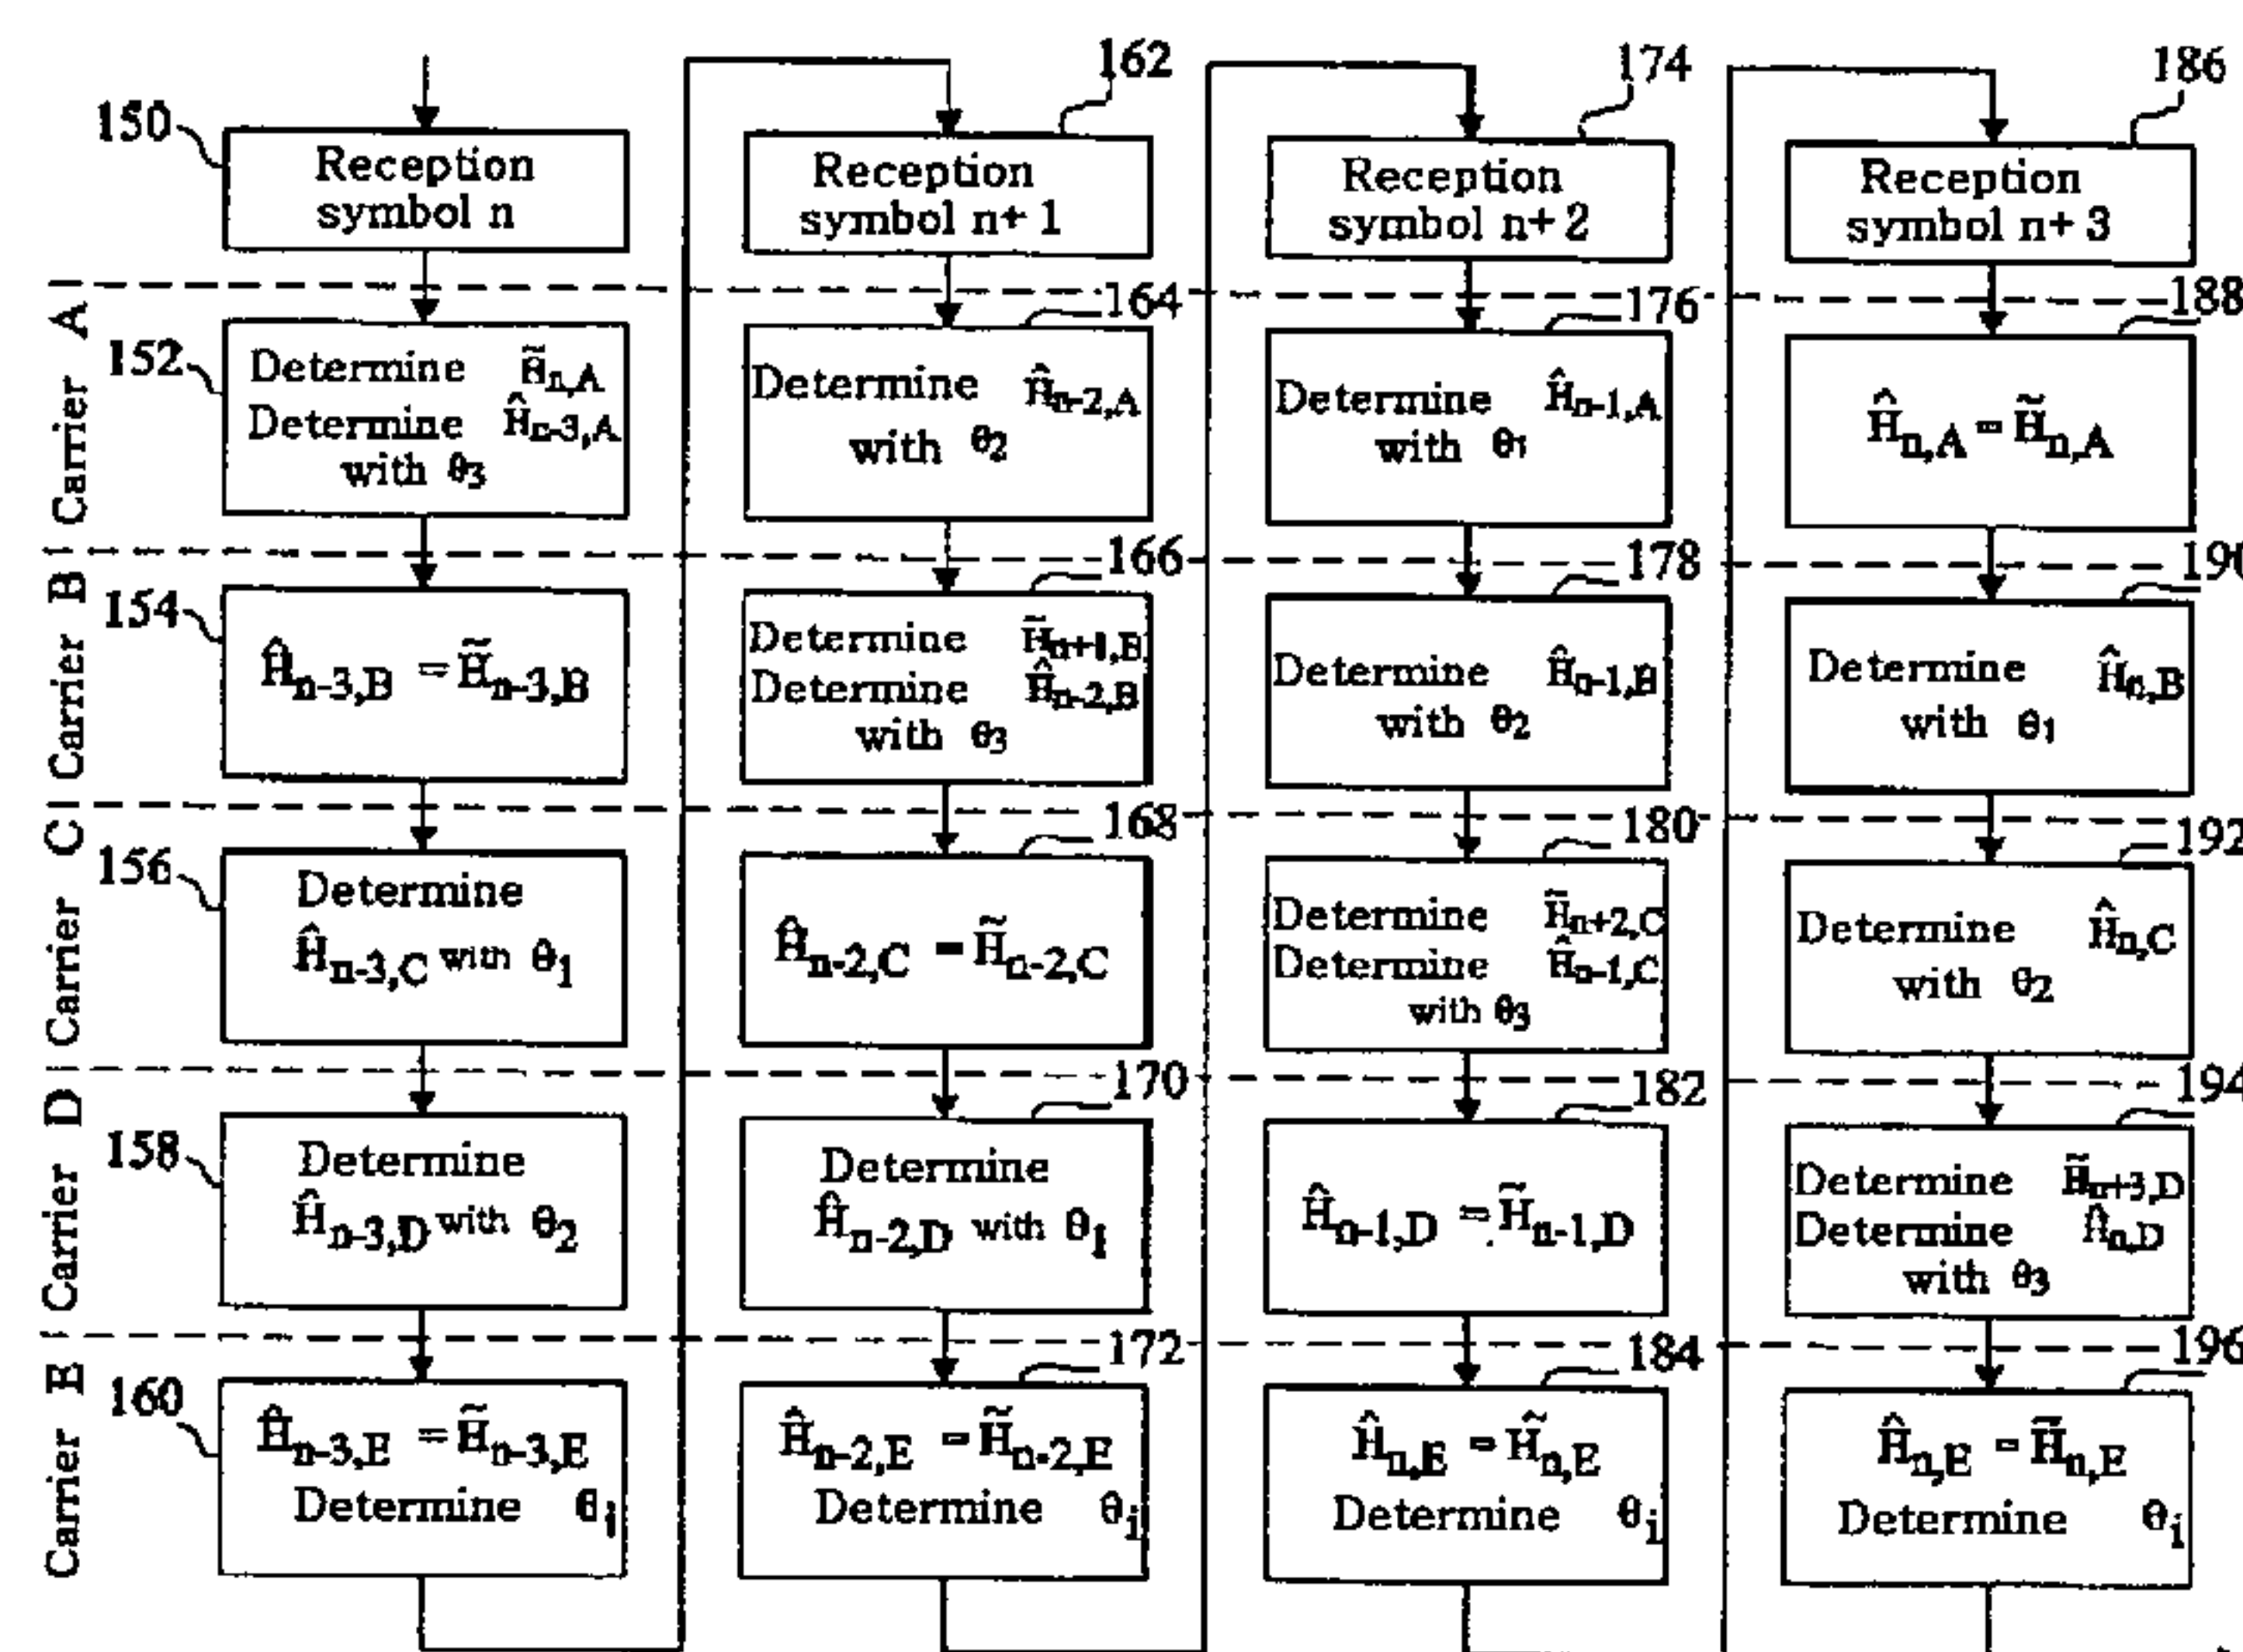 150
Reception
symbol n
Carrier A
152
Determine H̃n,A
Determine Ĥn-3,A
with θ3
Carrier B
154
Ĥn-3,B = H̃n-3,B
Carrier C
156
Determine
Ĥn-3,C with θ1
Carrier D
158
Determine
Ĥn-3,D with θ2
Carrier E
160
Ĥn-3,E = H̃n-3,E
Determine θi
162
Reception
symbol n+1
164
Determine Ĥn-2,A
with θ2
166
Determine H̃n+1,B
Determine Ĥn-2,B
with θ3
168
Ĥn-2,C = H̃n-2,C
170
Determine
Ĥn-2,D with θ1
172
Ĥn-2,E = H̃n-2,E
Determine θi
174
Reception
symbol n+2
176
Determine Ĥn-1,A
with θ1
178
Determine Ĥn-1,B
with θ2
180
Determine H̃n+2,C
Determine Ĥn-1,C
with θ3
182
Ĥn-1,D = H̃n-1,D
184
Ĥn,E = H̃n,E
Determine θi
186
Reception
symbol n+3
188
Ĥn,A = H̃n,A
190
Determine Ĥn,B
with θ1
192
Determine Ĥn,C
with θ2
194
Determine H̃n+3,D
Determine Ĥn,D
with θ3
196
Ĥn,E = H̃n,E
Determine θi